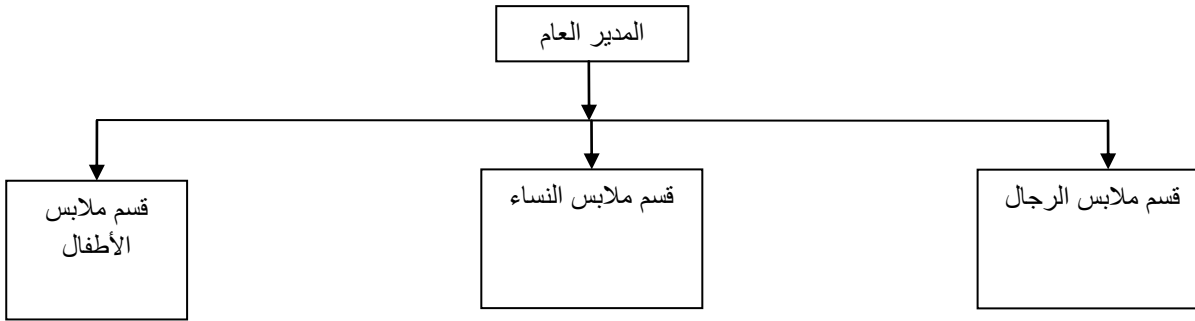 المدير العام
قسم ملابس الرجال
قسم ملابس النساء
قسم ملابس
الأطفال